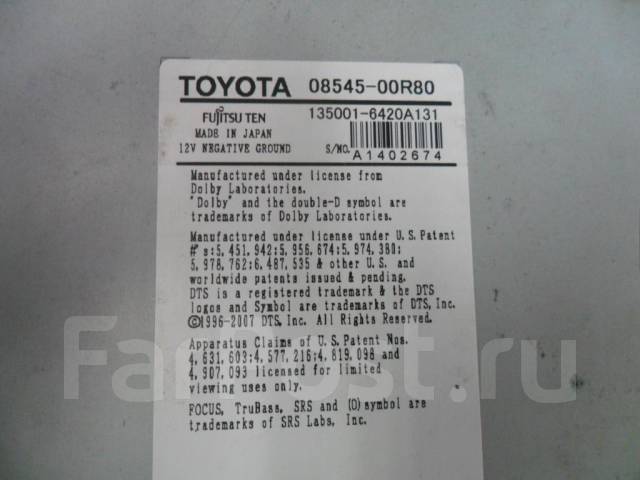 TOYOTA 08545-00R80
FUJITSU TEN 135001-6420A131
MADE IN JAPAN
12V NEGATIVE GROUND S/NO. A1402674
Manufactured under license from
Dolby Laboratories.
"Dolby" and the double-D symbol are
trademarks of Dolby Laboratories.
Manufactured under license under U.S. Patent
#'s:5,451,942;5,956,674;5,974,380;
5,978,762;6,487,535 & other U.S. and
worldwide patents issued & pending.
DTS is a registered trademark & the DTS
logos and Symbol are trademarks of DTS, Inc.
©1996-2007 DTS, Inc. All Rights Reserved.
Apparatus Claims of U.S. Patent Nos.
4,631,603;4,577,216;4,819,098 and
4,907,093 licensed for limited
viewing uses only.
FOCUS, TruBass, SRS and (O) symbol are
trademarks of SRS Labs, Inc.
FarPost.ru